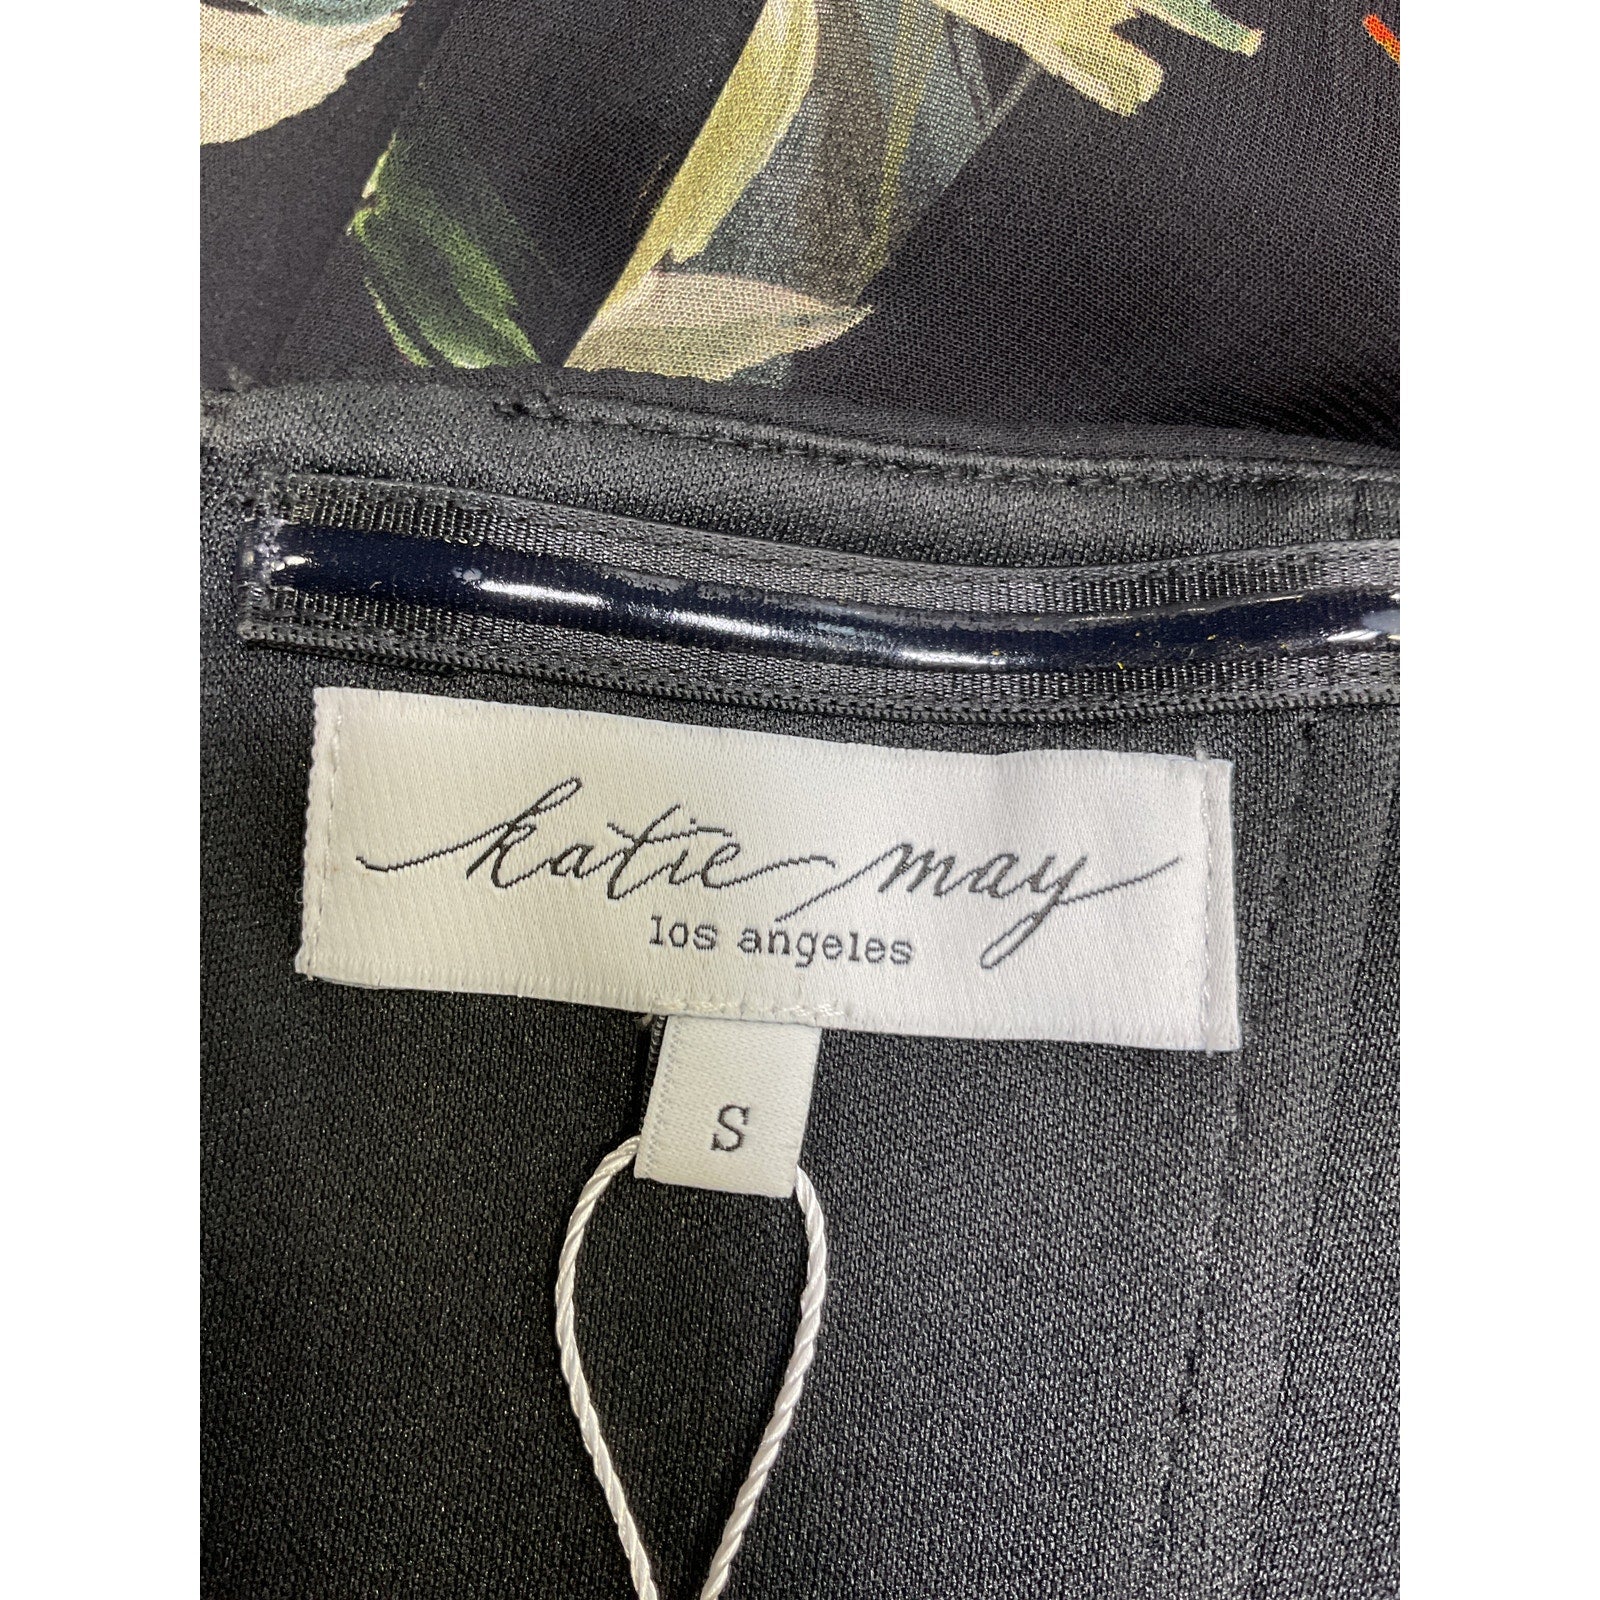 katie may
los angeles
S